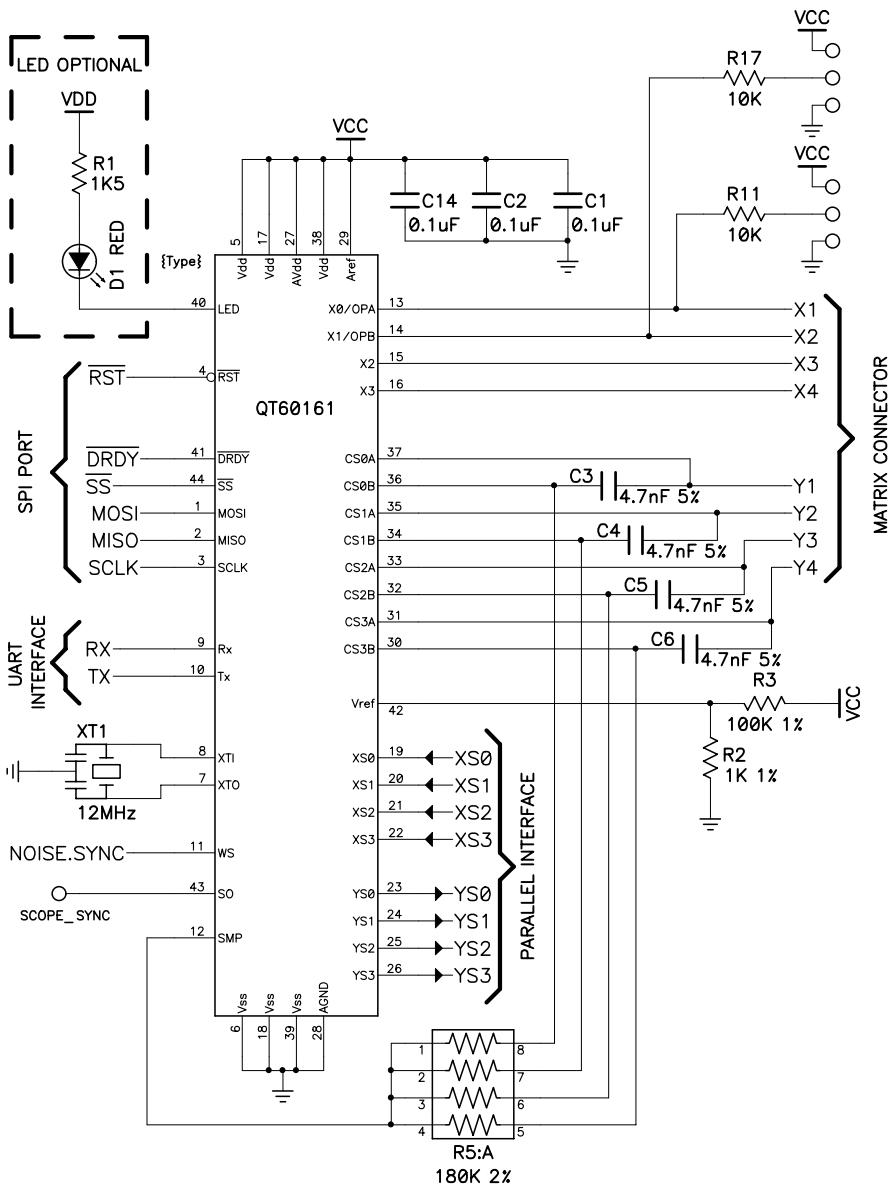 LED OPTIONAL
VDD
R1
1K5
D1 RED
VCC
C14
0.1uF
C2
0.1uF
C1
0.1uF
VCC
R17
10K
VCC
R11
10K
{Type}
5
17
27
38
29
Vdd
Vdd
AVdd
Vdd
Aref
40 LED
4 RST
QT60161
41 DRDY
44 SS
1 MOSI
2 MISO
3 SCLK
9 Rx
10 Tx
8 XTI
7 XTO
11 WS
43 SO
12 SMP
RST
DRDY
SS
MOSI
MISO
SCLK
SPI PORT
RX
TX
UART
INTERFACE
XT1
12MHz
NOISE.SYNC
SCOPE_SYNC
X0/OPA 13
X1/OPB 14
X2 15
X3 16
X1
X2
X3
X4
CS0A 37
CS0B 36
CS1A 35
CS1B 34
CS2A 33
CS2B 32
CS3A 31
CS3B 30
C3
4.7nF 5%
C4
4.7nF 5%
C5
4.7nF 5%
C6
4.7nF 5%
Y1
Y2
Y3
Y4
MATRIX CONNECTOR
Vref 42
R3
100K 1%
VCC
R2
1K 1%
XS0 19 XS0
XS1 20 XS1
XS2 21 XS2
XS3 22 XS3
YS0 23 YS0
YS1 24 YS1
YS2 25 YS2
YS3 26 YS3
PARALLEL INTERFACE
Vss
Vss
Vss
AGND
6
18
39
28
1 8
2 7
3 6
4 5
R5:A
180K 2%